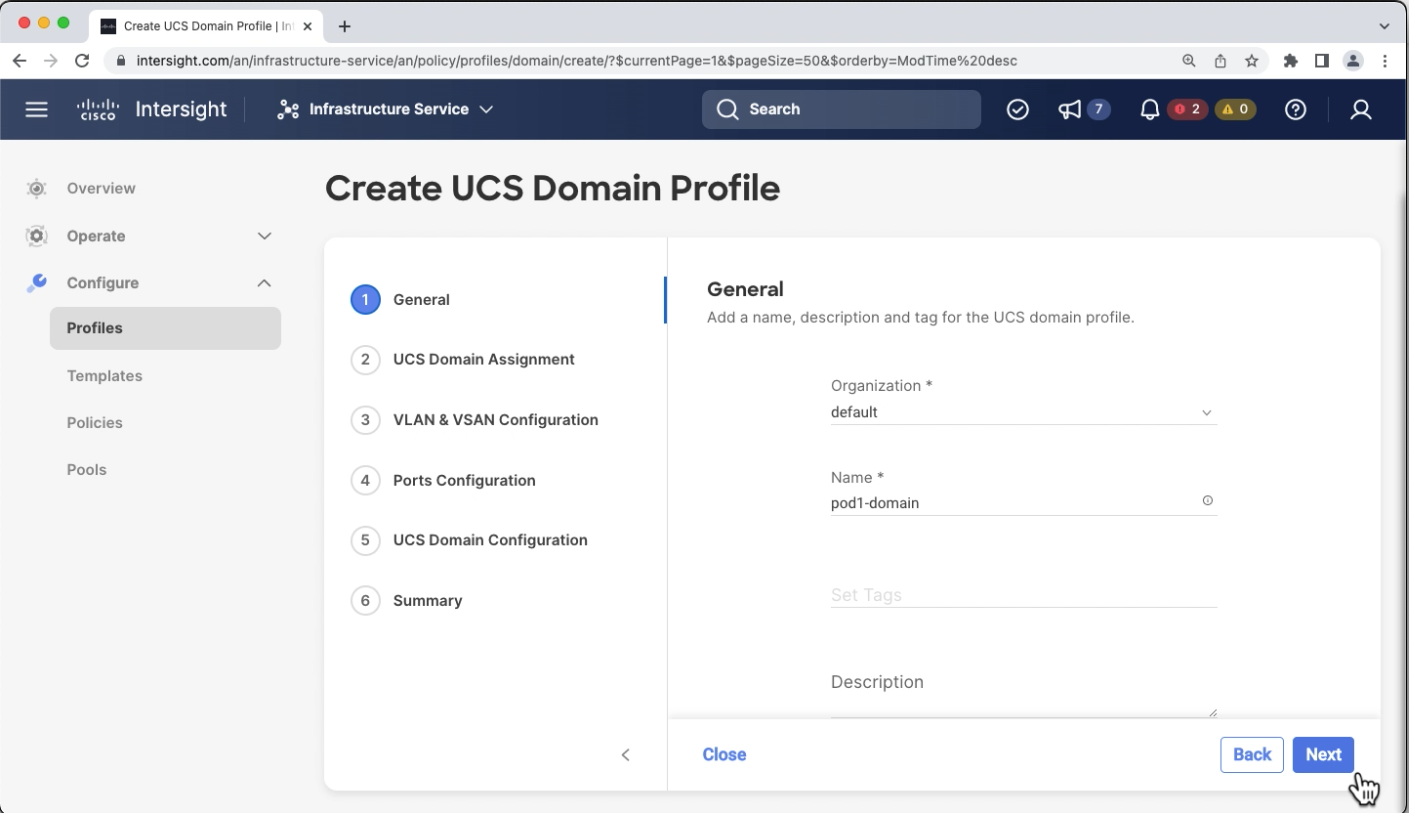 Create UCS Domain Profile | Int
intersight.com/an/infrastructure-service/an/policy/profiles/domain/create/?$currentPage=1&$pageSize=50&$orderby=ModTime%20desc
cisco Intersight Infrastructure Service Search 7 2 0
Overview
Operate
Configure
Profiles
Templates
Policies
Pools
Create UCS Domain Profile
1 General
2 UCS Domain Assignment
3 VLAN & VSAN Configuration
4 Ports Configuration
5 UCS Domain Configuration
6 Summary
General
Add a name, description and tag for the UCS domain profile.
Organization *
default
Name *
pod1-domain
Set Tags
Description
Close Back Next